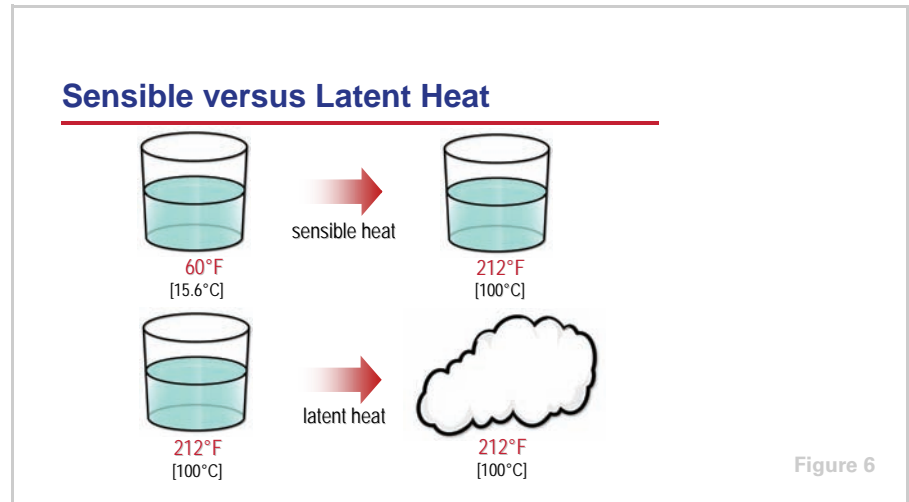 Sensible versus Latent Heat
sensible heat
60°F
[15.6°C]
212°F
[100°C]
latent heat
212°F
[100°C]
212°F
[100°C]
Figure 6